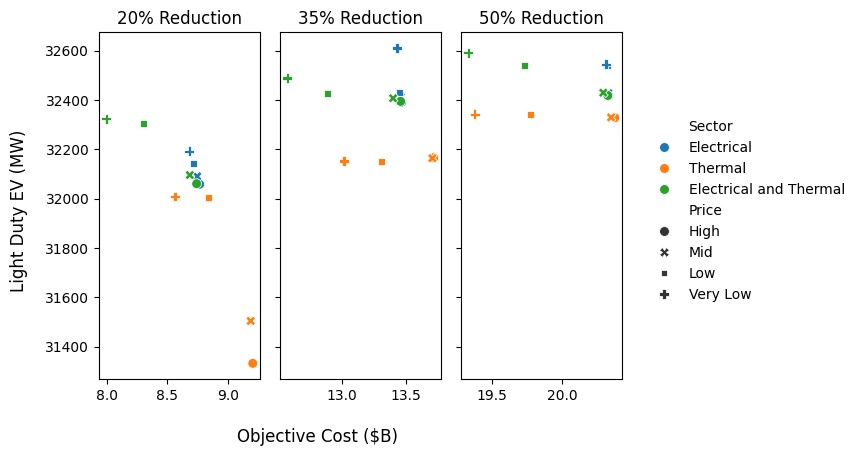 20% Reduction
35% Reduction
50% Reduction
32600
32400
32200
32000
31800
31600
31400
Light Duty EV (MW)
8.0
8.5
9.0
13.0
13.5
19.5
20.0
Objective Cost ($B)
Sector
Electrical
Thermal
Electrical and Thermal
Price
High
Mid
Low
Very Low